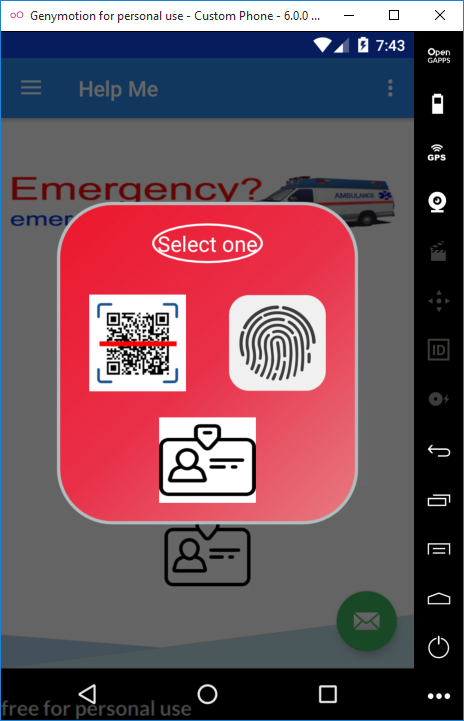 Genymotion for personal use - Custom Phone - 6.0.0 ...
7:43
Open
GAPPS
Help Me
GPS
Emergency?
AMBULANCE
Select one
ID
free for personal use